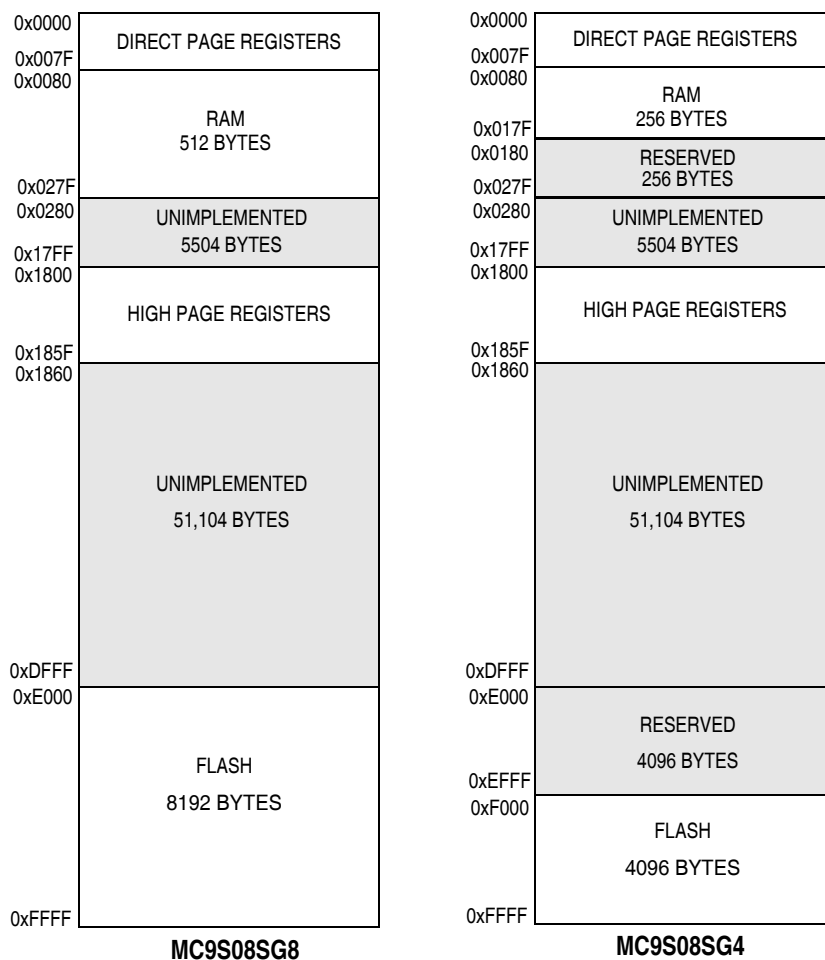 0x0000
DIRECT PAGE REGISTERS
0x007F
0x0080
RAM
512 BYTES
0x027F
0x0280
UNIMPLEMENTED
5504 BYTES
0x17FF
0x1800
HIGH PAGE REGISTERS
0x185F
0x1860
UNIMPLEMENTED
51,104 BYTES
0xDFFF
0xE000
FLASH
8192 BYTES
0xFFFF
MC9S08SG8
0x0000
DIRECT PAGE REGISTERS
0x007F
0x0080
RAM
256 BYTES
0x017F
0x0180
RESERVED
256 BYTES
0x027F
0x0280
UNIMPLEMENTED
5504 BYTES
0x17FF
0x1800
HIGH PAGE REGISTERS
0x185F
0x1860
UNIMPLEMENTED
51,104 BYTES
0xDFFF
0xE000
RESERVED
4096 BYTES
0xEFFF
0xF000
FLASH
4096 BYTES
0xFFFF
MC9S08SG4